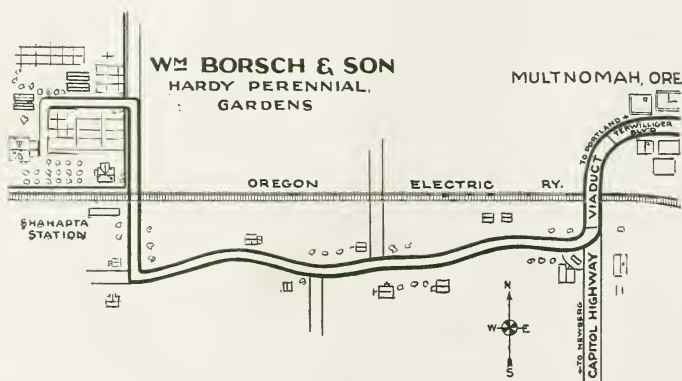 WM BORSCH & SON
HARDY PERENNIAL,
GARDENS
MULTNOMAH, ORE
TO PORTLAND
TERWILLIGER
BLV'D
OREGON ELECTRIC RY.
VIADUCT
SHAHAPTA
STATION
N
W E
S
TO NEWBERG
CAPITOL HIGHWAY